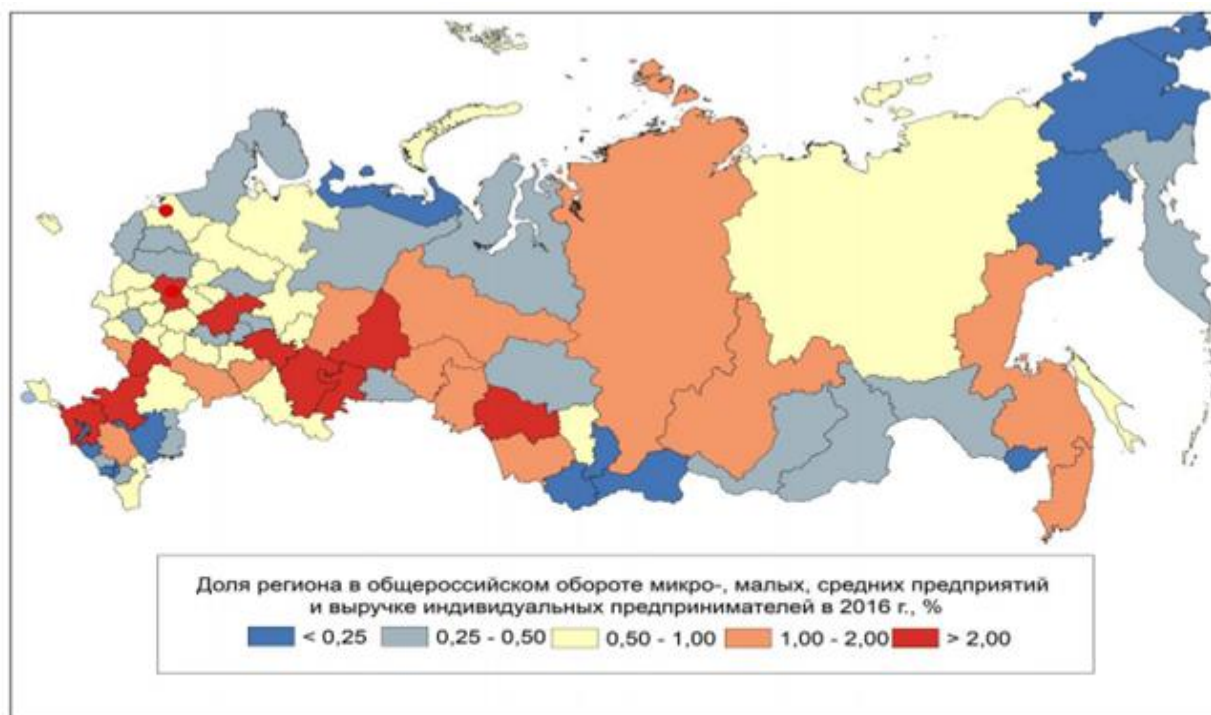 Доля региона в общероссийском обороте микро-, малых, средних предприятий
и выручке индивидуальных предпринимателей в 2016 г., %
< 0,25 0,25 - 0,50 0,50 - 1,00 1,00 - 2,00 > 2,00